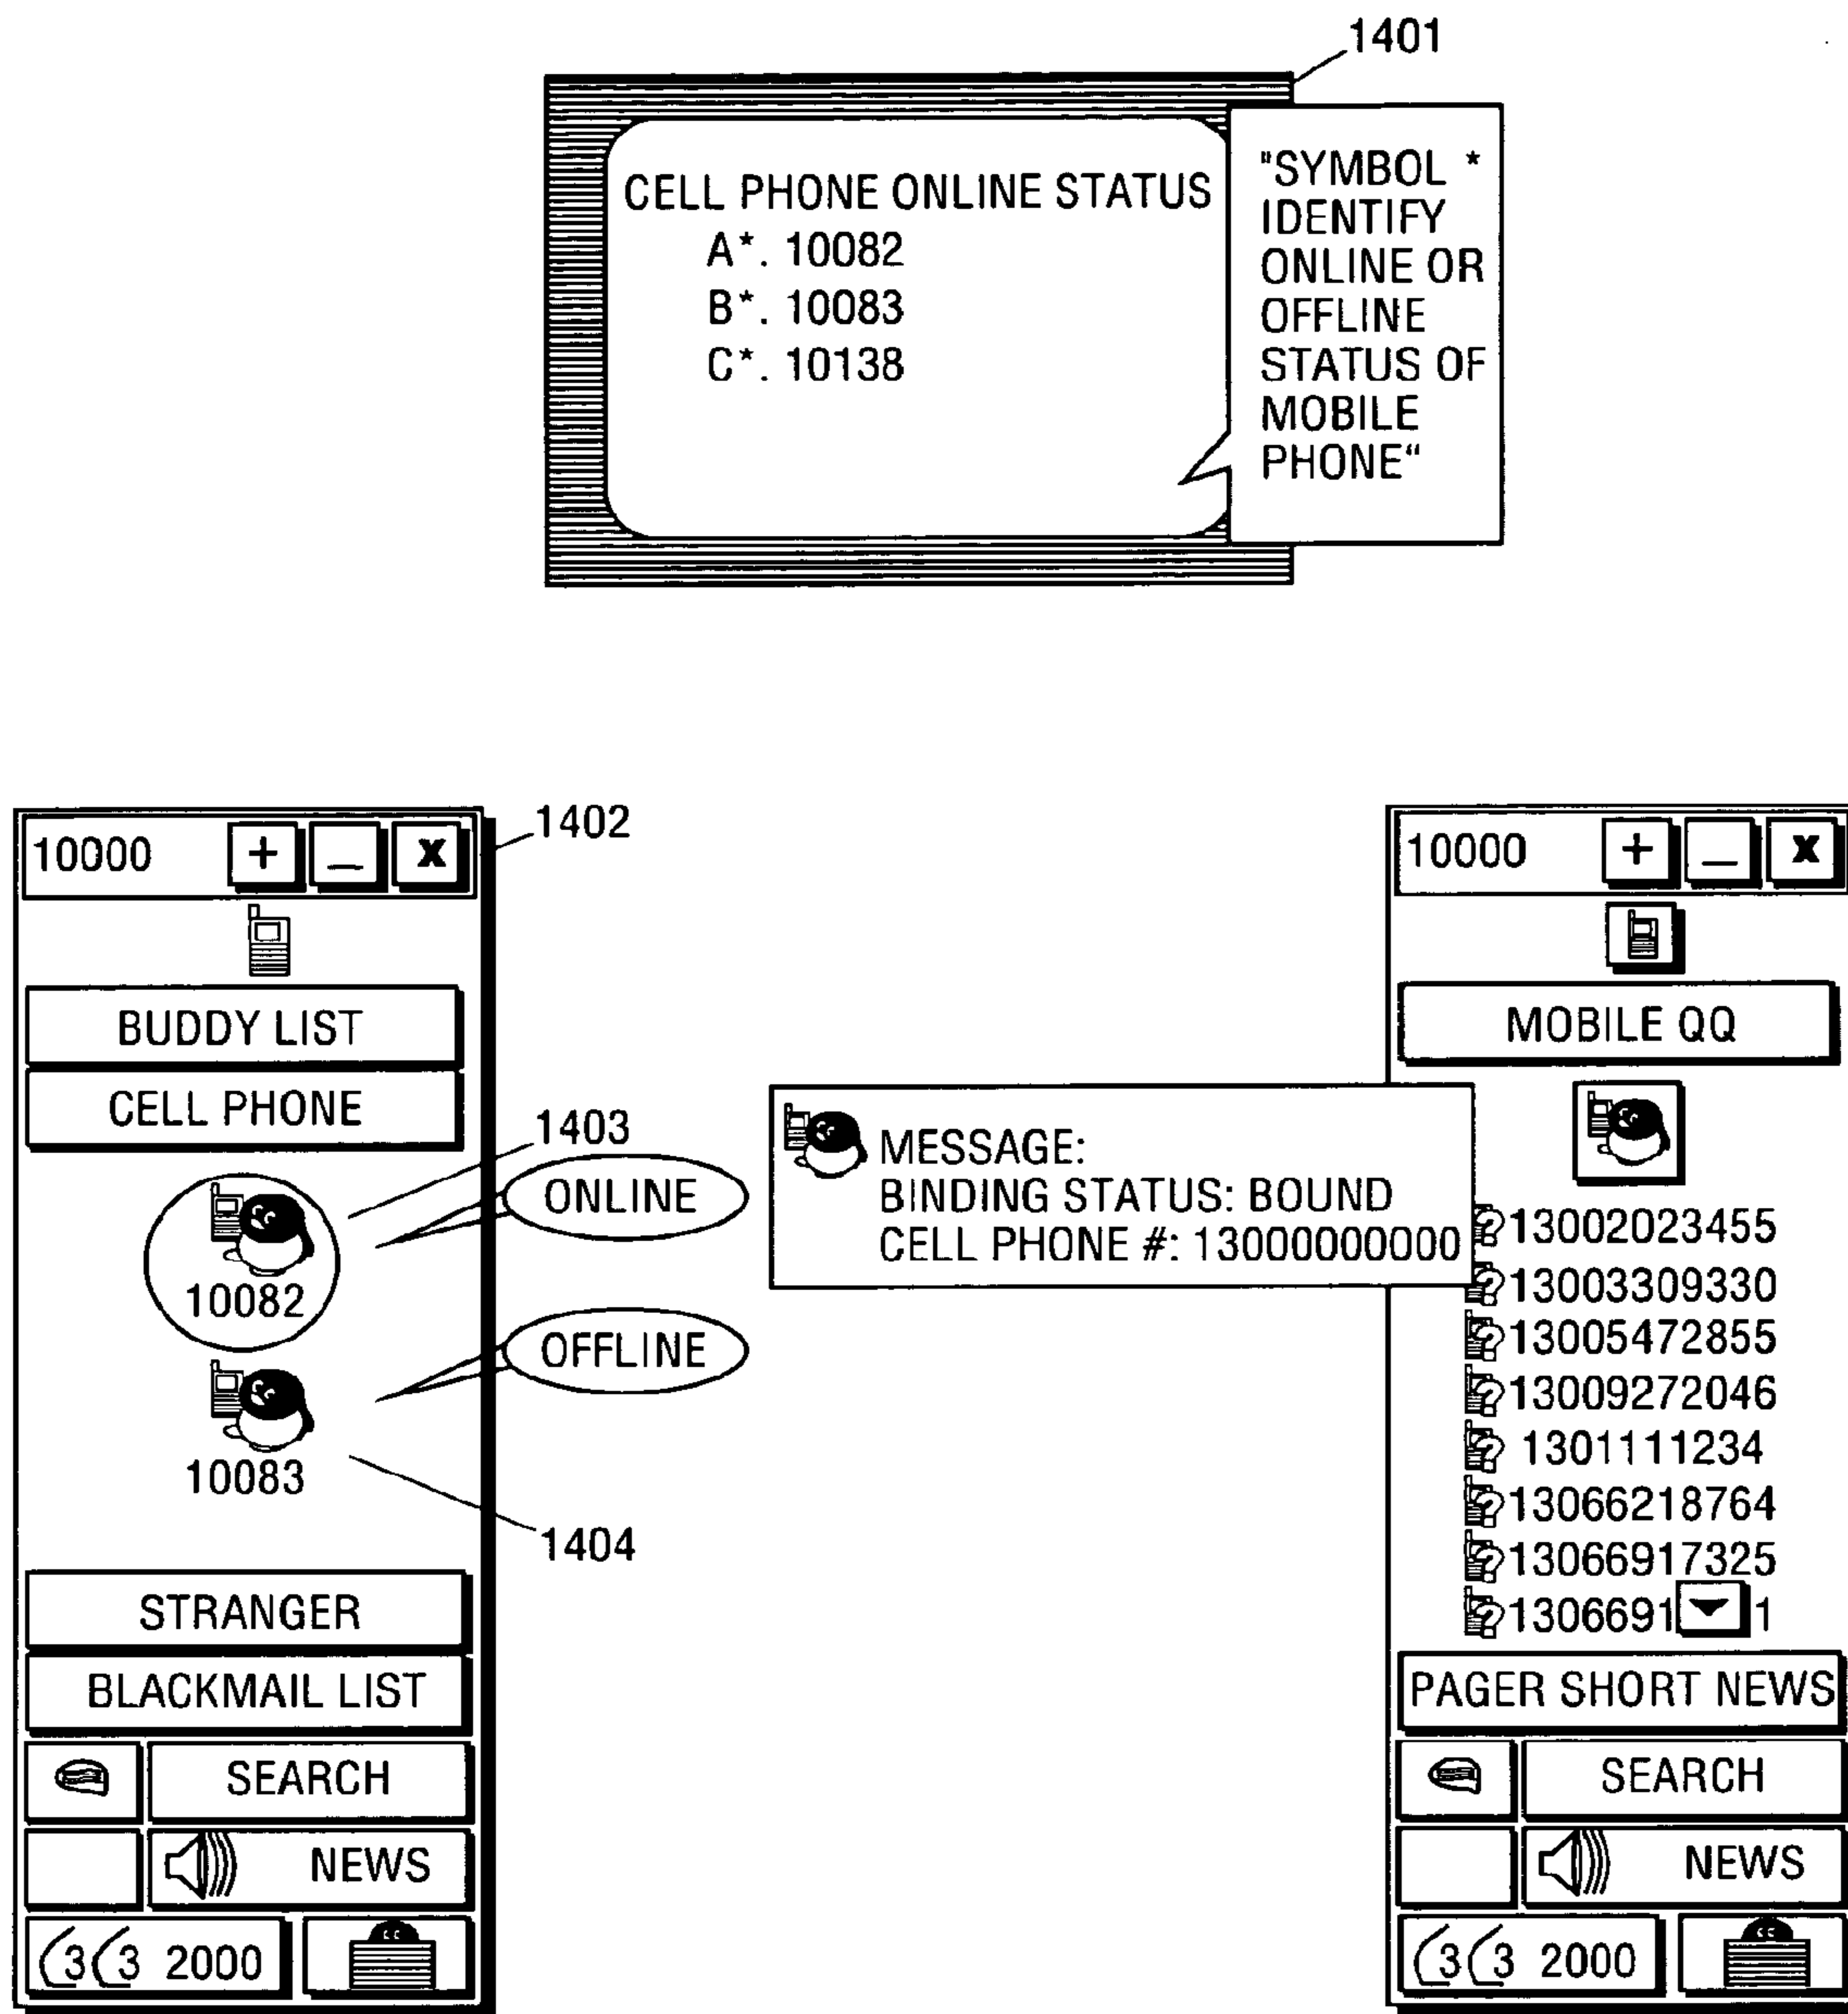 1401
CELL PHONE ONLINE STATUS
A*. 10082
B*. 10083
C*. 10138
"SYMBOL *
IDENTIFY
ONLINE OR
OFFLINE
STATUS OF
MOBILE
PHONE“
1402
10000 + _ x
BUDDY LIST
CELL PHONE
1403
ONLINE
10082
OFFLINE
10083
1404
STRANGER
BLACKMAIL LIST
SEARCH
NEWS
3 3 2000
MESSAGE:
BINDING STATUS: BOUND
CELL PHONE #: 13000000000
10000 + _ x
MOBILE QQ
?13002023455
?13003309330
?13005472855
?13009272046
? 1301111234
?13066218764
?13066917325
?1306691 1
PAGER SHORT NEWS
SEARCH
NEWS
3 3 2000